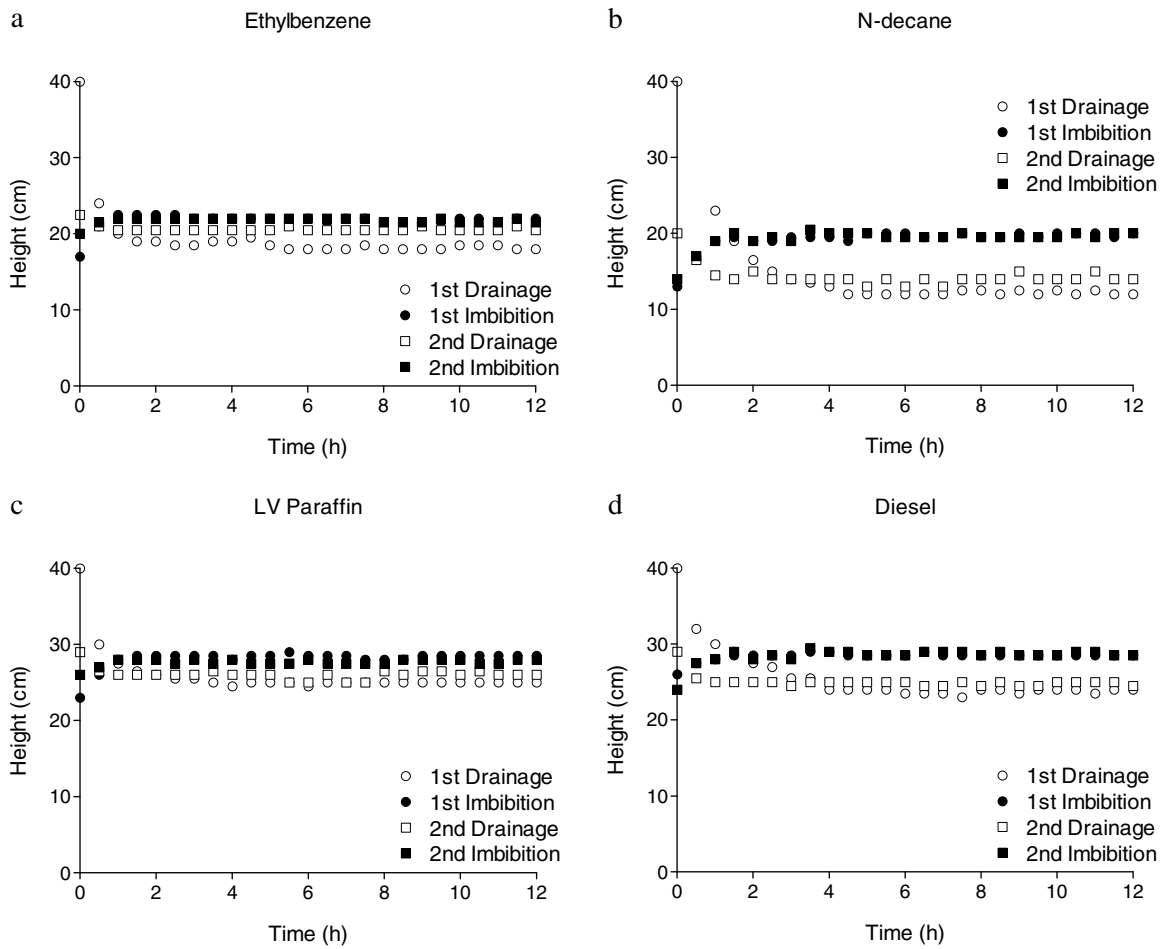 a
Ethylbenzene
40
30
20
10
0
Height (cm)
0 2 4 6 8 10 12
Time (h)
1st Drainage
1st Imbibition
2nd Drainage
2nd Imbibition
b
N-decane
40
30
20
10
0
Height (cm)
0 2 4 6 8 10 12
Time (h)
1st Drainage
1st Imbibition
2nd Drainage
2nd Imbibition
c
LV Paraffin
40
30
20
10
0
Height (cm)
0 2 4 6 8 10 12
Time (h)
1st Drainage
1st Imbibition
2nd Drainage
2nd Imbibition
d
Diesel
40
30
20
10
0
Height (cm)
0 2 4 6 8 10 12
Time (h)
1st Drainage
1st Imbibition
2nd Drainage
2nd Imbibition